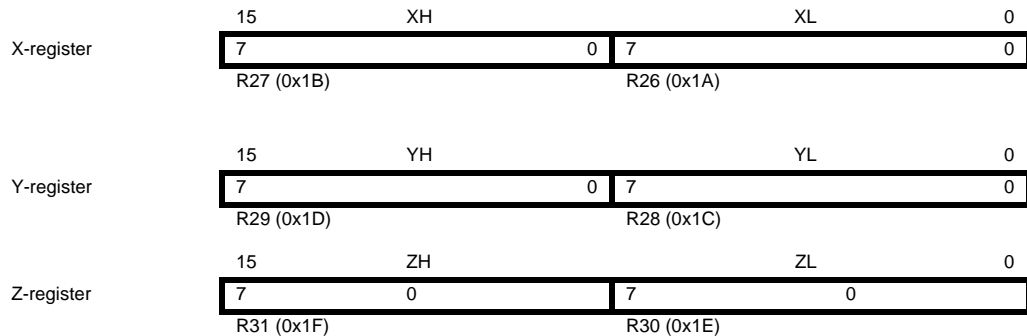 15 XH XL 0
X-register 7 0 7 0
R27 (0x1B) R26 (0x1A)
15 YH YL 0
Y-register 7 0 7 0
R29 (0x1D) R28 (0x1C)
15 ZH ZL 0
Z-register 7 0 7 0
R31 (0x1F) R30 (0x1E)